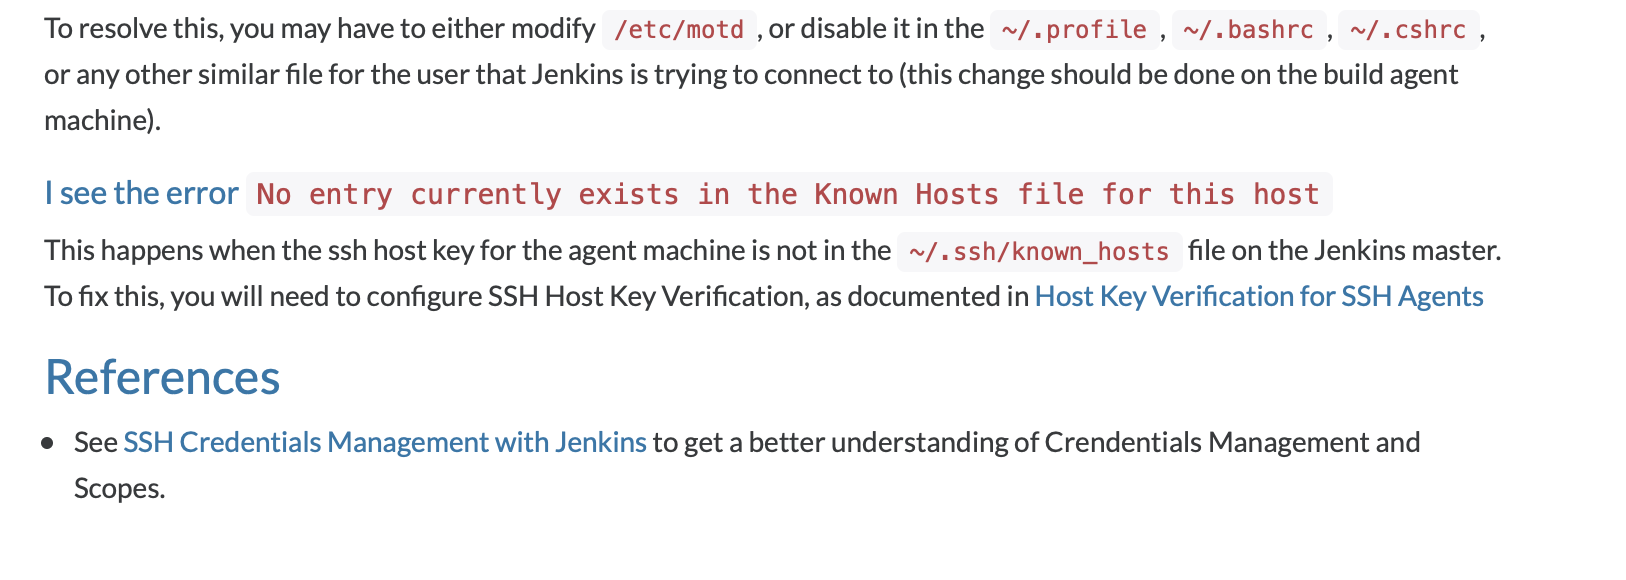 To resolve this, you may have to either modify /etc/motd , or disable it in the ~/.profile , ~/.bashrc , ~/.cshrc ,
or any other similar file for the user that Jenkins is trying to connect to (this change should be done on the build agent
machine).
I see the error No entry currently exists in the Known Hosts file for this host
This happens when the ssh host key for the agent machine is not in the ~/.ssh/known_hosts file on the Jenkins master.
To fix this, you will need to configure SSH Host Key Verification, as documented in Host Key Verification for SSH Agents
References
• See SSH Credentials Management with Jenkins to get a better understanding of Crendentials Management and
Scopes.